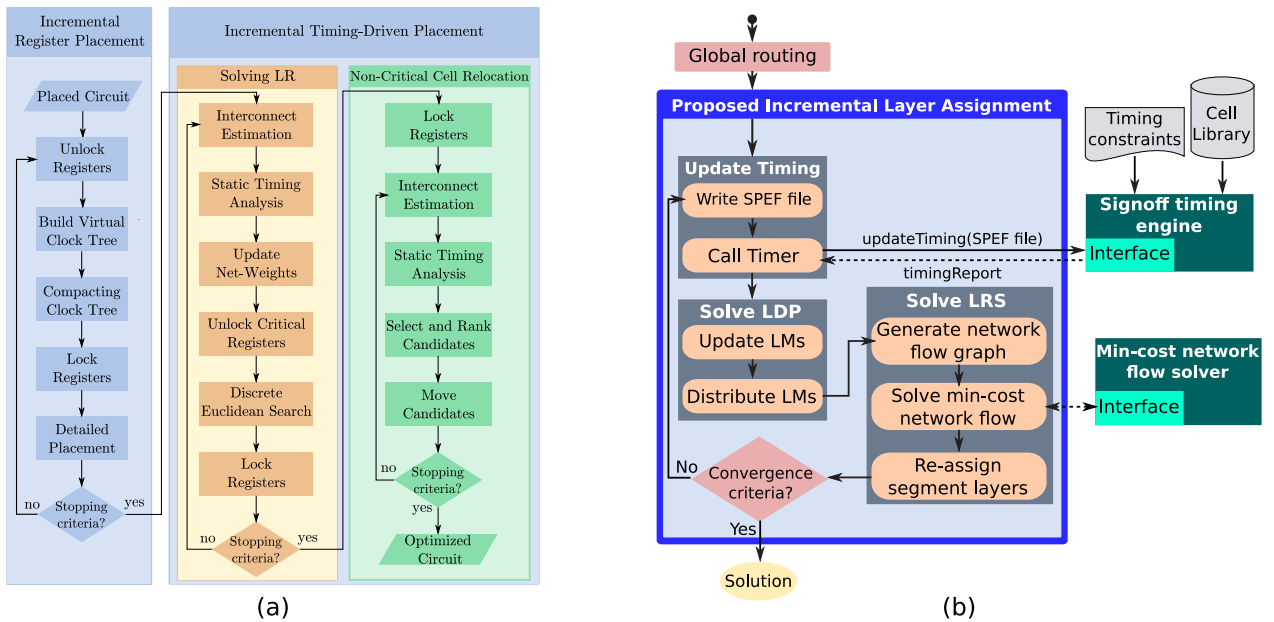 Incremental
Register Placement
Placed Circuit
Unlock
Registers
Build Virtual
Clock Tree
Compacting
Clock Tree
Lock
Registers
Detailed
Placement
no
yes
Stopping
criteria?
Incremental Timing-Driven Placement
Solving LR
Interconnect
Estimation
Static Timing
Analysis
Update
Net-Weights
Unlock Critical
Registers
Discrete
Euclidean Search
Lock
Registers
no
yes
Stopping
criteria?
Non-Critical Cell Relocation
Lock
Registers
Interconnect
Estimation
Static Timing
Analysis
Select and Rank
Candidates
Move
Candidates
no
Stopping
criteria?
yes
Optimized
Circuit
(a)
Global routing
Proposed Incremental Layer Assignment
Update Timing
Write SPEF file
Call Timer
updateTiming(SPEF file)
timingReport
Timing
constraints
Cell
Library
Signoff timing
engine
Interface
Solve LDP
Update LMs
Distribute LMs
Solve LRS
Generate network
flow graph
Solve min-cost
network flow
Re-assign
segment layers
Min-cost network
flow solver
Interface
No
Convergence
criteria?
Yes
Solution
(b)